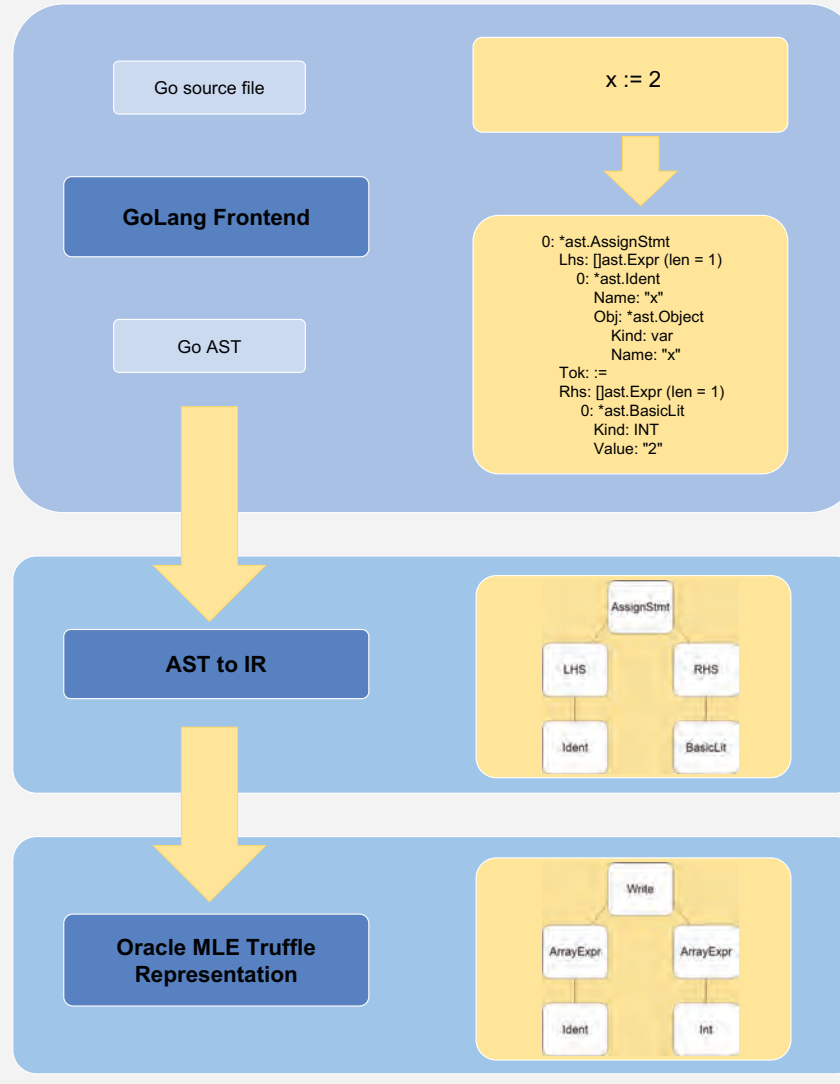 Go source file
x := 2
GoLang Frontend
0: *ast.AssignStmt
Lhs: []ast.Expr (len = 1)
0: *ast.Ident
Name: "x"
Obj: *ast.Object
Kind: var
Name: "x"
Tok: :=
Rhs: []ast.Expr (len = 1)
0: *ast.BasicLit
Kind: INT
Value: "2"
Go AST
AST to IR
AssignStmt
LHS
RHS
Ident
BasicLit
Oracle MLE Truffle
Representation
Write
ArrayExpr
ArrayExpr
Ident
Int